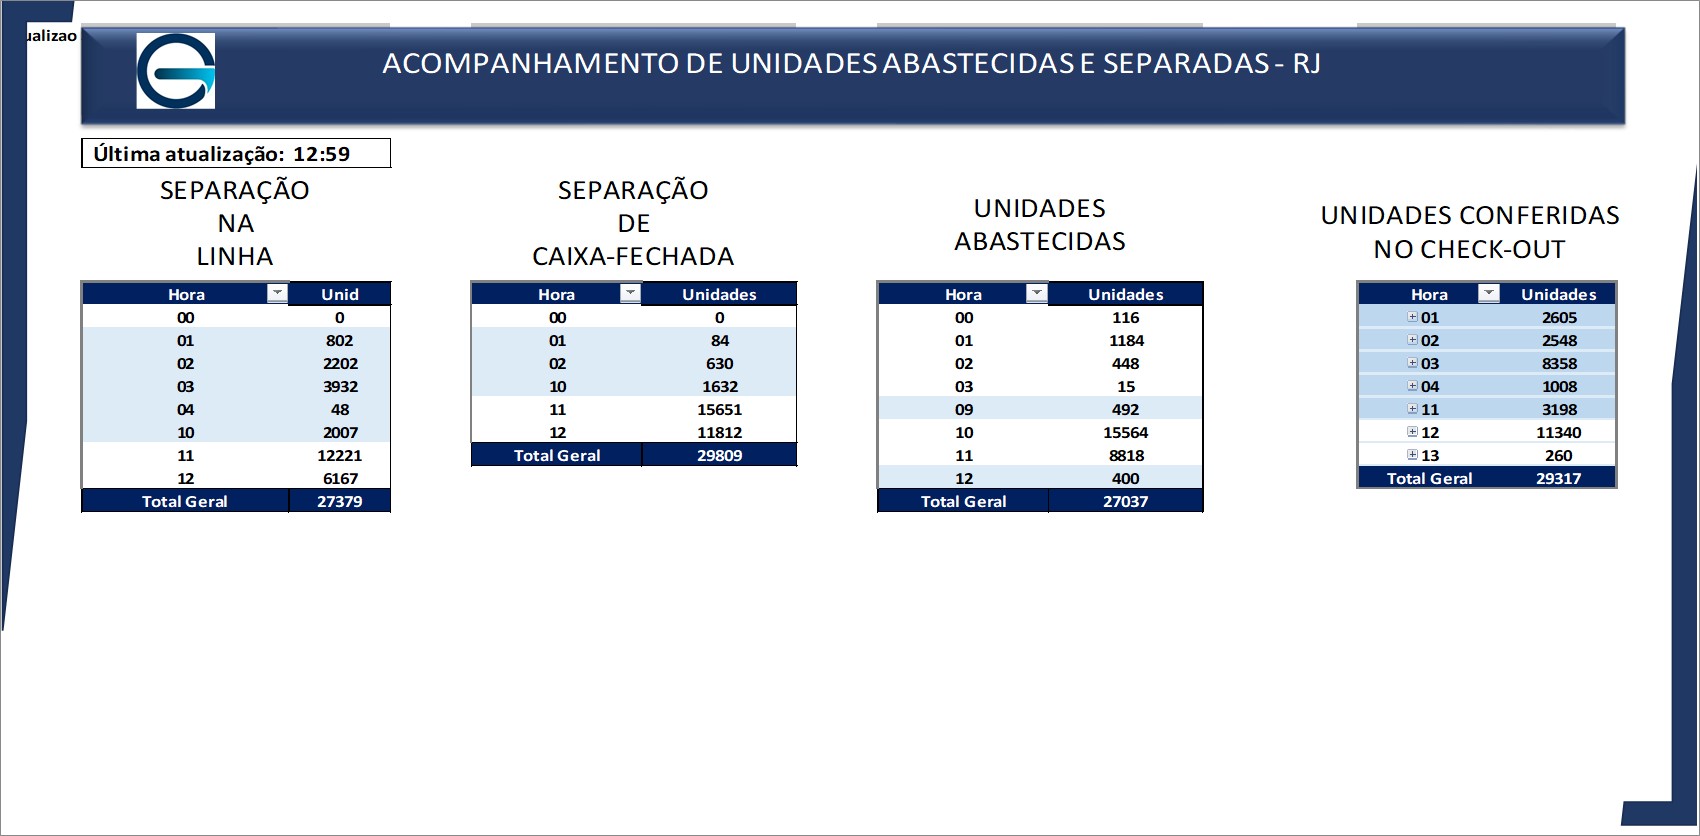 ualizao
ACOMPANHAMENTO DE UNIDADES ABASTECIDAS E SEPARADAS - RJ
Última atualização: 12:59
SEPARAÇÃO
NA
LINHA
Hora Unid
00 0
01 802
02 2202
03 3932
04 48
10 2007
11 12221
12 6167
Total Geral 27379
SEPARAÇÃO
DE
CAIXA-FECHADA
Hora Unidades
00 0
01 84
02 630
10 1632
11 15651
12 11812
Total Geral 29809
UNIDADES
ABASTECIDAS
Hora Unidades
00 116
01 1184
02 448
03 15
09 492
10 15564
11 8818
12 400
Total Geral 27037
UNIDADES CONFERIDAS
NO CHECK-OUT
Hora Unidades
01 2605
02 2548
03 8358
04 1008
11 3198
12 11340
13 260
Total Geral 29317